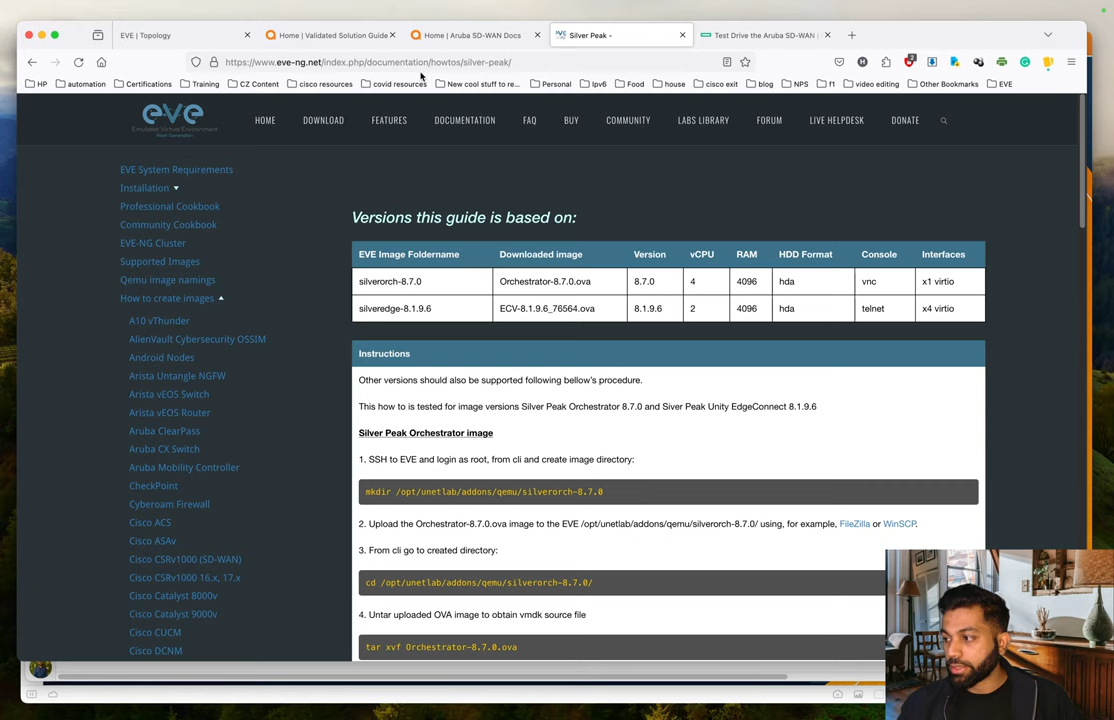 EVE | Topology
Home | Validated Solution Guide
Home | Aruba SD-WAN Docs
Silver Peak -
Test Drive the Aruba SD-WAN |
https://www.eve-ng.net/index.php/documentation/howtos/silver-peak/
2
HP
automation
Certifications
Training
CZ Content
cisco resources
covid resources
New cool stuff to re...
Personal
Ipv6
Food
house
cisco exit
blog
NPS
f1
video editing
Other Bookmarks
EVE
eve
Emulated Virtual Environment
Next Generation
HOME
DOWNLOAD
FEATURES
DOCUMENTATION
FAQ
BUY
COMMUNITY
LABS LIBRARY
FORUM
LIVE HELPDESK
DONATE
EVE System Requirements
Installation
Professional Cookbook
Community Cookbook
EVE-NG Cluster
Supported Images
Qemu image namings
How to create images
A10 vThunder
AlienVault Cybersecurity OSSIM
Android Nodes
Arista Untangle NGFW
Arista vEOS Switch
Arista vEOS Router
Aruba ClearPass
Aruba CX Switch
Aruba Mobility Controller
CheckPoint
Cyberoam Firewall
Cisco ACS
Cisco ASAv
Cisco CSRv1000 (SD-WAN)
Cisco CSRv1000 16.x, 17.x
Cisco Catalyst 8000v
Cisco Catalyst 9000v
Cisco CUCM
Cisco DCNM
Versions this guide is based on:
EVE Image Foldername Downloaded image Version vCPU RAM HDD Format Console Interfaces
silverorch-8.7.0 Orchestrator-8.7.0.ova 8.7.0 4 4096 hda vnc x1 virtio
silveredge-8.1.9.6 ECV-8.1.9.6_76564.ova 8.1.9.6 2 4096 hda telnet x4 virtio
Instructions
Other versions should also be supported following bellow's procedure.
This how to is tested for image versions Silver Peak Orchestrator 8.7.0 and Siver Peak Unity EdgeConnect 8.1.9.6
Silver Peak Orchestrator image
1. SSH to EVE and login as root, from cli and create image directory:
mkdir /opt/unetlab/addons/qemu/silverorch-8.7.0
2. Upload the Orchestrator-8.7.0.ova image to the EVE /opt/unetlab/addons/qemu/silverorch-8.7.0/ using, for example, FileZilla or WinSCP.
3. From cli go to created directory:
cd /opt/unetlab/addons/qemu/silverorch-8.7.0/
4. Untar uploaded OVA image to obtain vmdk source file
tar xvf Orchestrator-8.7.0.ova